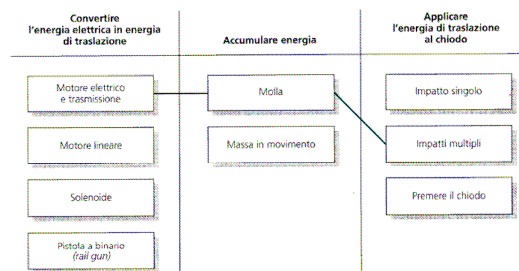 Convertire
l'energia elettrica in energia
di traslazione
Accumulare energia
Applicare
l'energia di traslazione
al chiodo
Motore elettrico
e trasmissione
Molla
Impatto singolo
Motore lineare
Massa in movimento
Impatti multipli
Solenoide
Premere il chiodo
Pistola a binario
(rail gun)